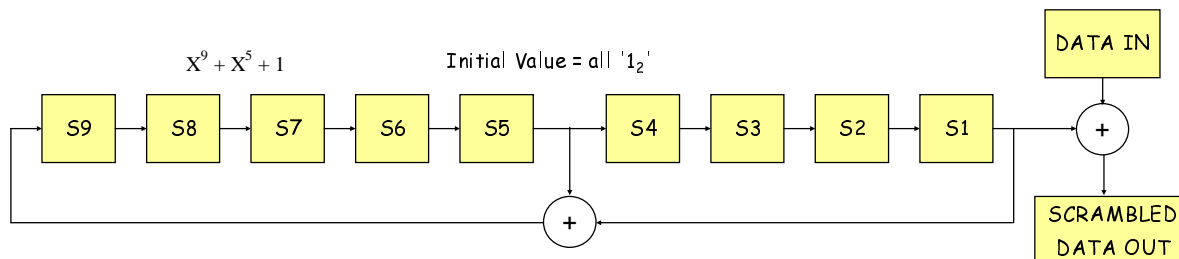 DATA IN
X⁹ + X⁵ + 1
Initial Value = all '1₂'
S9 S8 S7 S6 S5 S4 S3 S2 S1
+
+
SCRAMBLED
DATA OUT